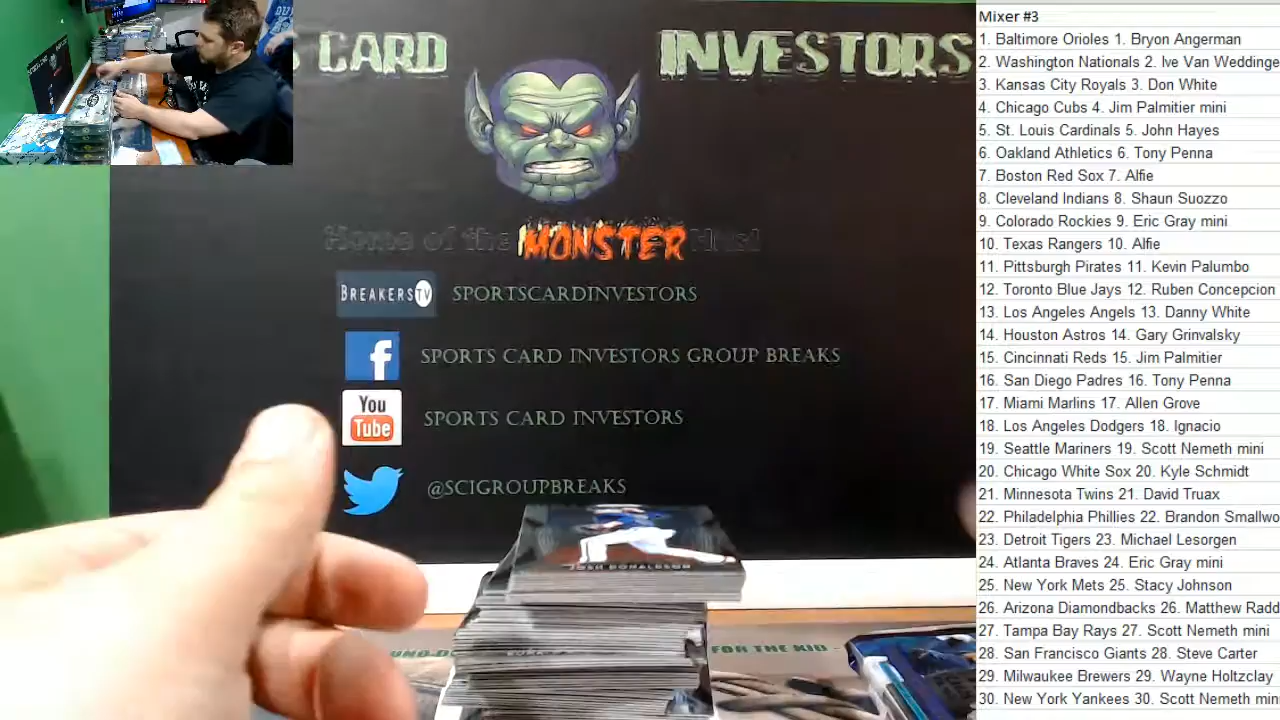 CARD INVESTORS
Home of the MONSTER
BREAKERS TV SPORTSCARDINVESTORS
f SPORTS CARD INVESTORS GROUP BREAKS
You Tube SPORTS CARD INVESTORS
@SCIGROUPBREAKS
JOSH DONALDSON
FOR THE KID
Mixer #3
1. Baltimore Orioles 1. Bryon Angerman
2. Washington Nationals 2. Ive Van Weddinge
3. Kansas City Royals 3. Don White
4. Chicago Cubs 4. Jim Palmitier mini
5. St. Louis Cardinals 5. John Hayes
6. Oakland Athletics 6. Tony Penna
7. Boston Red Sox 7. Alfie
8. Cleveland Indians 8. Shaun Suozzo
9. Colorado Rockies 9. Eric Gray mini
10. Texas Rangers 10. Alfie
11. Pittsburgh Pirates 11. Kevin Palumbo
12. Toronto Blue Jays 12. Ruben Concepcion
13. Los Angeles Angels 13. Danny White
14. Houston Astros 14. Gary Grinvalsky
15. Cincinnati Reds 15. Jim Palmitier
16. San Diego Padres 16. Tony Penna
17. Miami Marlins 17. Allen Grove
18. Los Angeles Dodgers 18. Ignacio
19. Seattle Mariners 19. Scott Nemeth mini
20. Chicago White Sox 20. Kyle Schmidt
21. Minnesota Twins 21. David Truax
22. Philadelphia Phillies 22. Brandon Smallwo
23. Detroit Tigers 23. Michael Lesorgen
24. Atlanta Braves 24. Eric Gray mini
25. New York Mets 25. Stacy Johnson
26. Arizona Diamondbacks 26. Matthew Radd
27. Tampa Bay Rays 27. Scott Nemeth mini
28. San Francisco Giants 28. Steve Carter
29. Milwaukee Brewers 29. Wayne Holtzclay
30. New York Yankees 30. Scott Nemeth min